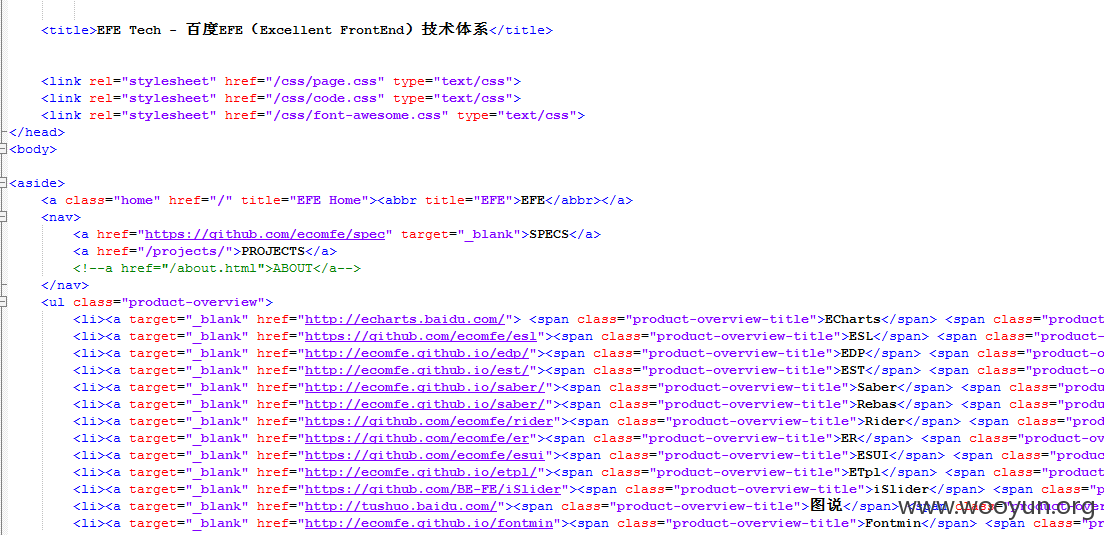 <title>EFE Tech - 百度EFE（Excellent FrontEnd）技术体系</title>
<link rel="stylesheet" href="/css/page.css" type="text/css">
<link rel="stylesheet" href="/css/code.css" type="text/css">
<link rel="stylesheet" href="/css/font-awesome.css" type="text/css">
</head>
<body>
<aside>
<a class="home" href="/" title="EFE Home"><abbr title="EFE">EFE</abbr></a>
<nav>
<a href="https://github.com/ecomfe/spec" target="_blank">SPECS</a>
<a href="/projects/">PROJECTS</a>
<!--a href="/about.html">ABOUT</a-->
</nav>
<ul class="product-overview">
<li><a target="_blank" href="http://echarts.baidu.com/"> <span class="product-overview-title">ECharts</span> <span class="product
<li><a target="_blank" href="http://github.com/ecomfe/esl"><span class="product-overview-title">ESL</span> <span class="product-
<li><a target="_blank" href="http://ecomfe.github.io/edp/"><span class="product-overview-title">EDP</span> <span class="product-o
<li><a target="_blank" href="http://ecomfe.github.io/est/"><span class="product-overview-title">EST</span> <span class="product-o
<li><a target="_blank" href="http://ecomfe.github.io/saber/"><span class="product-overview-title">Saber</span> <span class="produ
<li><a target="_blank" href="http://ecomfe.github.io/saber/"><span class="product-overview-title">Rebas</span> <span class="produ
<li><a target="_blank" href="http://ecomfe.github.io/rider"><span class="product-overview-title">Rider</span> <span class="produc
<li><a target="_blank" href="https://github.com/ecomfe/er"><span class="product-overview-title">ER</span> <span class="product-ov
<li><a target="_blank" href="https://github.com/ecomfe/esui"><span class="product-overview-title">ESUI</span> <span class="produc
<li><a target="_blank" href="http://ecomfe.github.io/etpl/"><span class="product-overview-title">ETpl</span> <span class="product
<li><a target="_blank" href="https://github.com/BE-FE/iSlider"><span class="product-overview-title">iSlider</span> <span class="p
<li><a target="_blank" href="http://tushuo.baidu.com/"><span class="product-overview-title">图说</span> <span class="product-ov
<li><a target="_blank" href="http://ecomfe.github.io/fontmin"><span class="product-overview-title">Fontmin</span> <span class="pr
www.wooyun.org